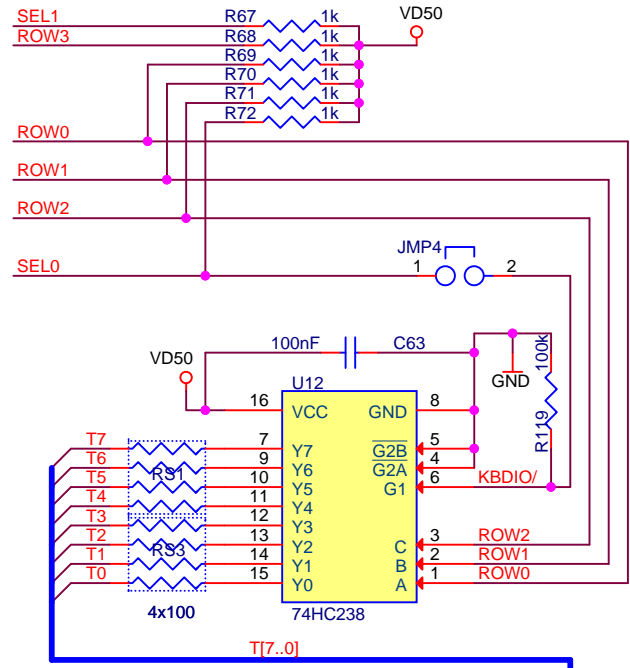 SEL1 R67 1k VD50
ROW3 R68 1k
R69 1k
R70 1k
R71 1k
R72 1k
ROW0
ROW1
ROW2
JMP4
SEL0 1 2
100nF C63
VD50 GND 100k
U12
16 VCC GND 8
R119
T7 7 Y7 G2B 5
T6 9 Y6 G2A 4
RS1
T5 10 Y5 G1 6 KBDIO/
T4 11 Y4
T3 12 Y3
T2 13 Y2 C 3 ROW2
RS3
T1 14 Y1 B 2 ROW1
T0 15 Y0 A 1 ROW0
4x100 74HC238
T[7..0]